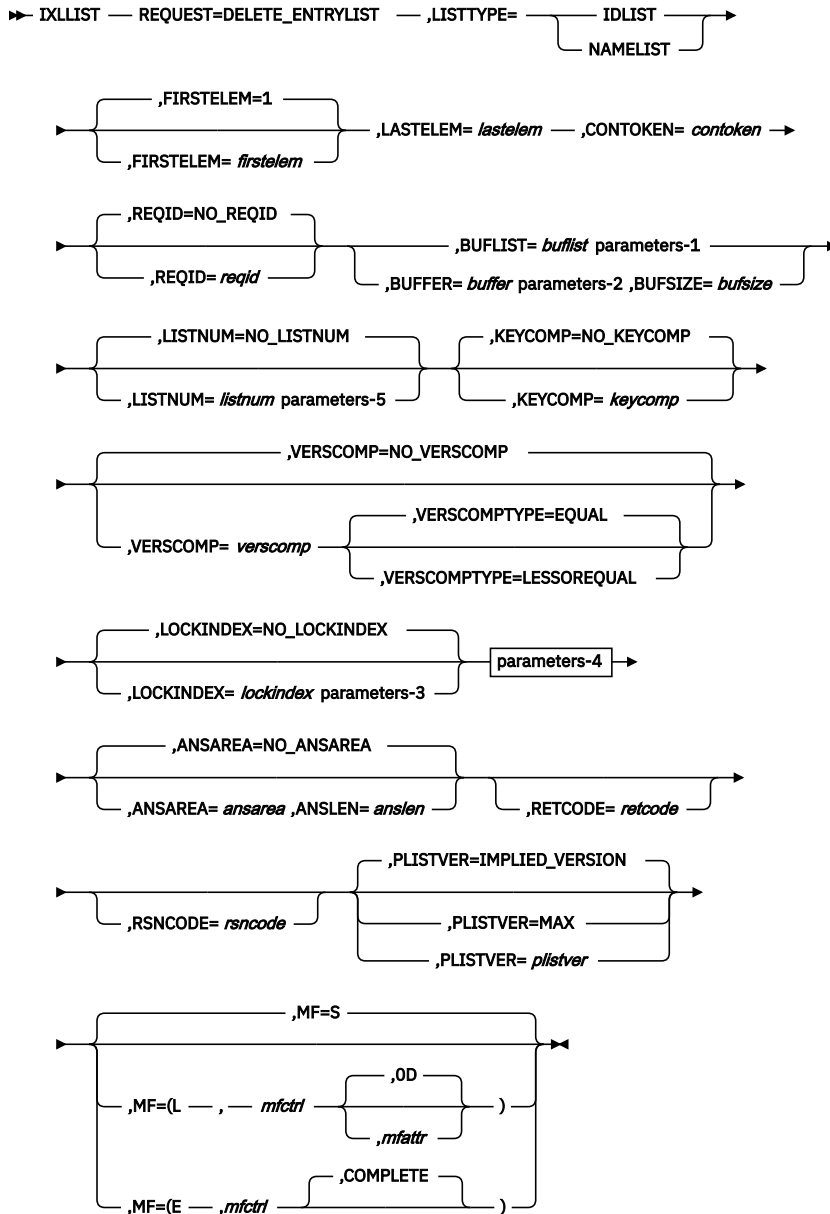 IXLLIST REQUEST=DELETE_ENTRYLIST ,LISTTYPE= IDLIST
NAMELIST
,FIRSTELEM=1
,FIRSTELEM= firstelem ,LASTELEM= lastelem ,CONTOKEN= contoken
,REQID=NO_REQID
,REQID= reqid
,BUFLIST= buflist parameters-1
,BUFFER= buffer parameters-2 ,BUFSIZE= bufsize
,LISTNUM=NO_LISTNUM
,LISTNUM= listnum parameters-5
,KEYCOMP=NO_KEYCOMP
,KEYCOMP= keycomp
,VERSCOMP=NO_VERSCOMP
,VERSCOMP= verscomp
,VERSCOMPTYPE=EQUAL
,VERSCOMPTYPE=LESSOREQUAL
,LOCKINDEX=NO_LOCKINDEX
,LOCKINDEX= lockindex parameters-3
parameters-4
,ANSAREA=NO_ANSAREA
,ANSAREA= ansarea ,ANSLEN= anslen
,RETCODE= retcode
,RSNCODE= rsncode
,PLISTVER=IMPLIED_VERSION
,PLISTVER=MAX
,PLISTVER= plistver
,MF=S
,MF=(L , mfctrl
,0D
,mfattr
)
,MF=(E ,mfctrl
,COMPLETE
)